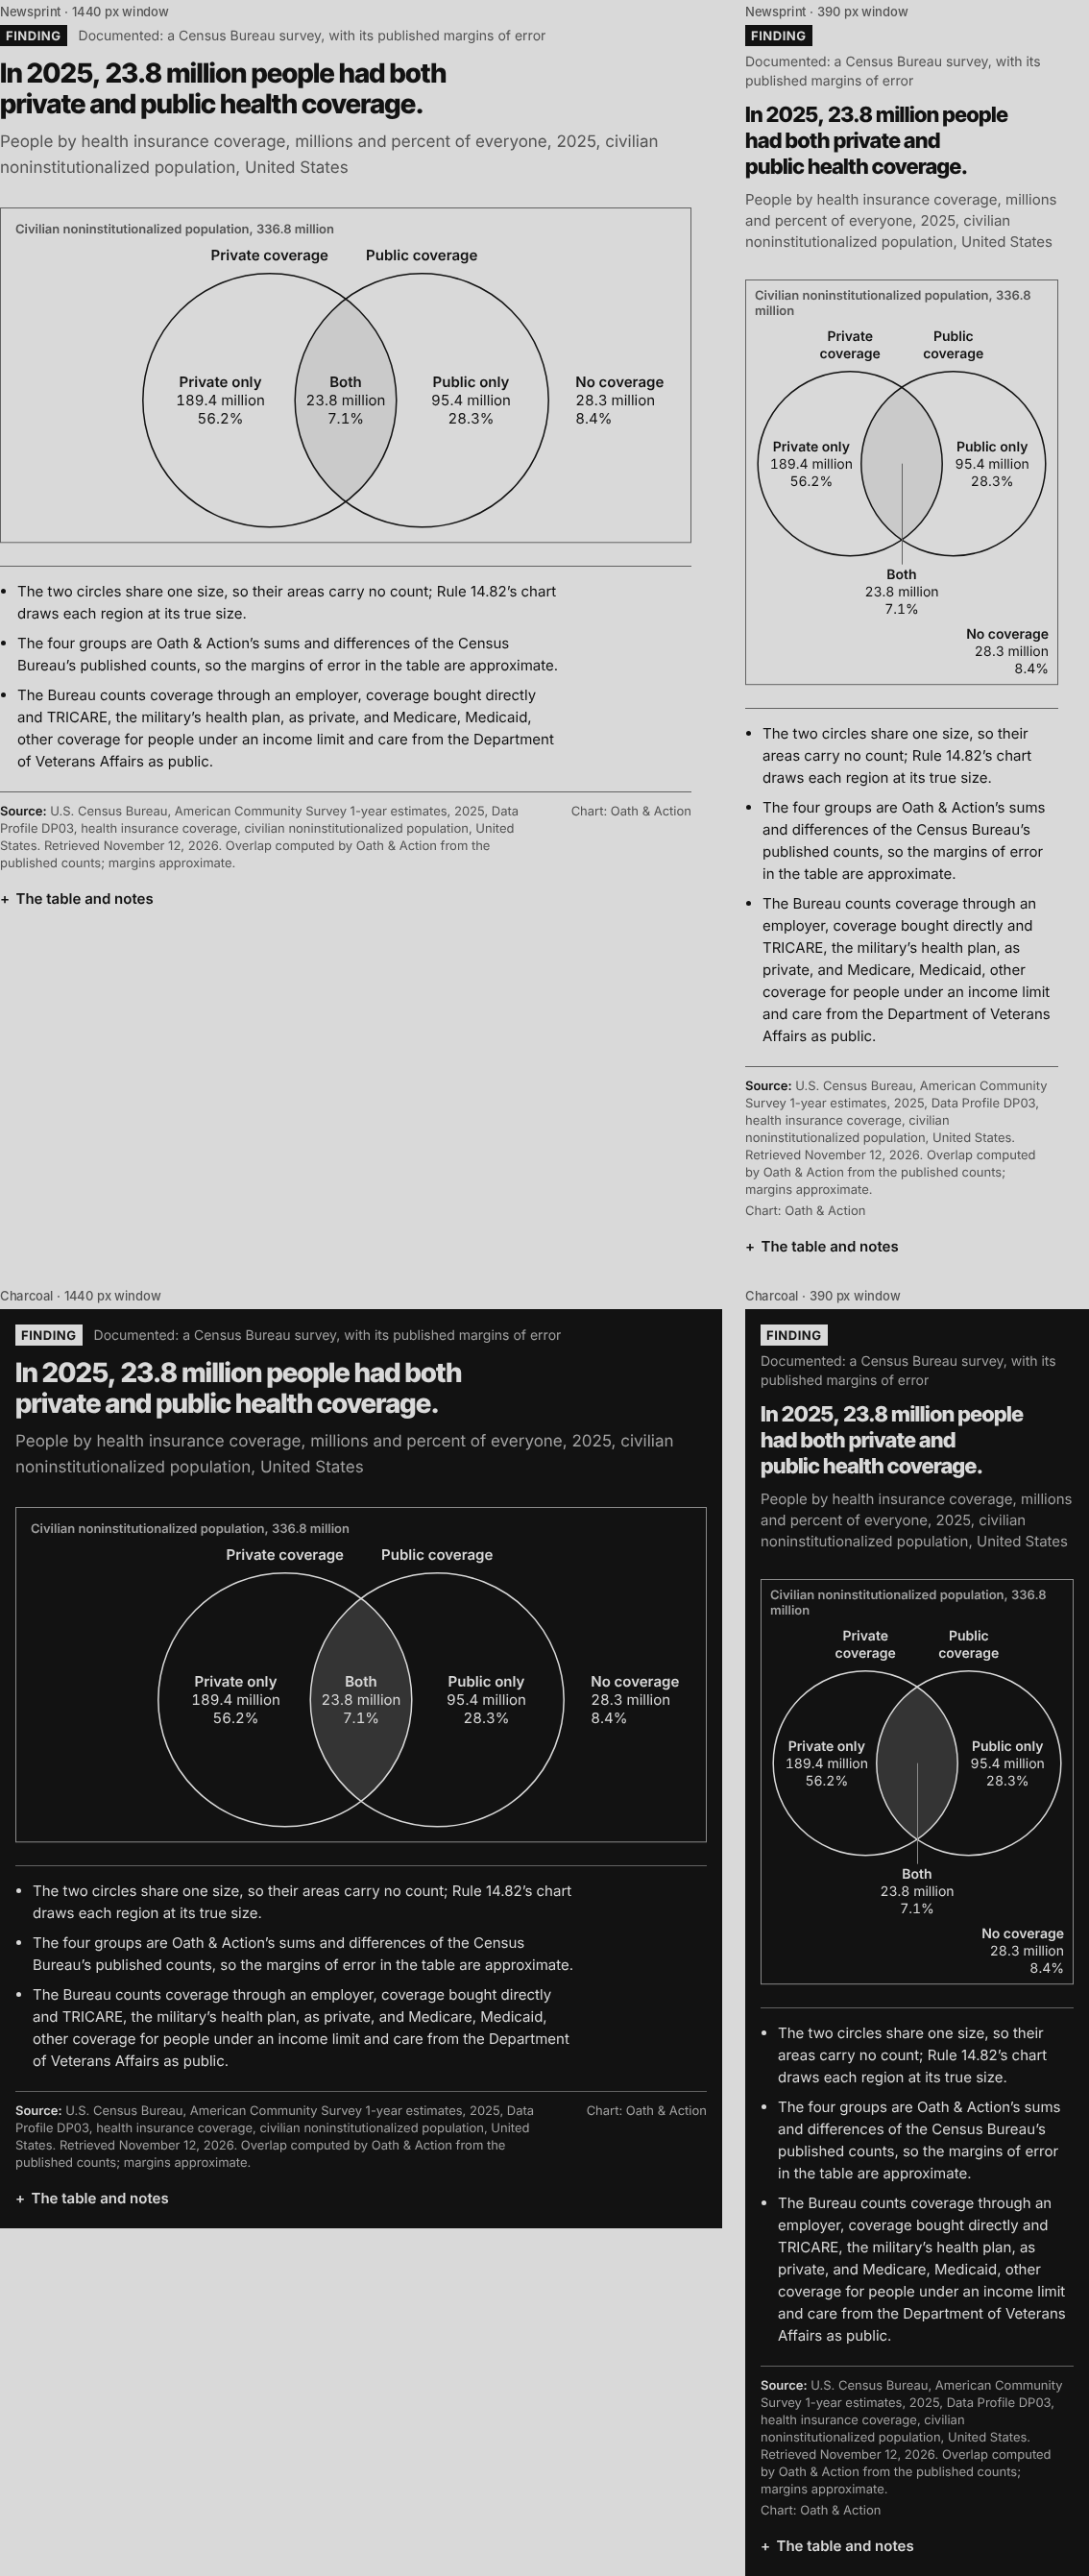 Newsprint · 1440 px window
FINDING Documented: a Census Bureau survey, with its published margins of error
In 2025, 23.8 million people had both
private and public health coverage.
People by health insurance coverage, millions and percent of everyone, 2025, civilian
noninstitutionalized population, United States
Civilian noninstitutionalized population, 336.8 million
Private coverage Public coverage
Private only Both Public only No coverage
189.4 million 23.8 million 95.4 million 28.3 million
56.2% 7.1% 28.3% 8.4%
• The two circles share one size, so their areas carry no count; Rule 14.82’s chart
draws each region at its true size.
• The four groups are Oath & Action’s sums and differences of the Census
Bureau’s published counts, so the margins of error in the table are approximate.
• The Bureau counts coverage through an employer, coverage bought directly
and TRICARE, the military’s health plan, as private, and Medicare, Medicaid,
other coverage for people under an income limit and care from the Department
of Veterans Affairs as public.
Source: U.S. Census Bureau, American Community Survey 1-year estimates, 2025, Data
Profile DP03, health insurance coverage, civilian noninstitutionalized population, United
States. Retrieved November 12, 2026. Overlap computed by Oath & Action from the
published counts; margins approximate.
Chart: Oath & Action
+ The table and notes
Newsprint · 390 px window
FINDING
Documented: a Census Bureau survey, with its
published margins of error
In 2025, 23.8 million people
had both private and
public health coverage.
People by health insurance coverage, millions
and percent of everyone, 2025, civilian
noninstitutionalized population, United States
Civilian noninstitutionalized population, 336.8
million
Private Public
coverage coverage
Private only Public only
189.4 million 95.4 million
56.2% 28.3%
Both
23.8 million
7.1%
No coverage
28.3 million
8.4%
• The two circles share one size, so their
areas carry no count; Rule 14.82’s chart
draws each region at its true size.
• The four groups are Oath & Action’s sums
and differences of the Census Bureau’s
published counts, so the margins of error
in the table are approximate.
• The Bureau counts coverage through an
employer, coverage bought directly and
TRICARE, the military’s health plan, as
private, and Medicare, Medicaid, other
coverage for people under an income limit
and care from the Department of Veterans
Affairs as public.
Source: U.S. Census Bureau, American Community
Survey 1-year estimates, 2025, Data Profile DP03,
health insurance coverage, civilian
noninstitutionalized population, United States.
Retrieved November 12, 2026. Overlap computed
by Oath & Action from the published counts;
margins approximate.
Chart: Oath & Action
+ The table and notes
Charcoal · 1440 px window
FINDING Documented: a Census Bureau survey, with its published margins of error
In 2025, 23.8 million people had both
private and public health coverage.
People by health insurance coverage, millions and percent of everyone, 2025, civilian
noninstitutionalized population, United States
Civilian noninstitutionalized population, 336.8 million
Private coverage Public coverage
Private only Both Public only No coverage
189.4 million 23.8 million 95.4 million 28.3 million
56.2% 7.1% 28.3% 8.4%
• The two circles share one size, so their areas carry no count; Rule 14.82’s chart
draws each region at its true size.
• The four groups are Oath & Action’s sums and differences of the Census
Bureau’s published counts, so the margins of error in the table are approximate.
• The Bureau counts coverage through an employer, coverage bought directly
and TRICARE, the military’s health plan, as private, and Medicare, Medicaid,
other coverage for people under an income limit and care from the Department
of Veterans Affairs as public.
Source: U.S. Census Bureau, American Community Survey 1-year estimates, 2025, Data
Profile DP03, health insurance coverage, civilian noninstitutionalized population, United
States. Retrieved November 12, 2026. Overlap computed by Oath & Action from the
published counts; margins approximate.
Chart: Oath & Action
+ The table and notes
Charcoal · 390 px window
FINDING
Documented: a Census Bureau survey, with its
published margins of error
In 2025, 23.8 million people
had both private and
public health coverage.
People by health insurance coverage, millions
and percent of everyone, 2025, civilian
noninstitutionalized population, United States
Civilian noninstitutionalized population, 336.8
million
Private Public
coverage coverage
Private only Public only
189.4 million 95.4 million
56.2% 28.3%
Both
23.8 million
7.1%
No coverage
28.3 million
8.4%
• The two circles share one size, so their
areas carry no count; Rule 14.82’s chart
draws each region at its true size.
• The four groups are Oath & Action’s sums
and differences of the Census Bureau’s
published counts, so the margins of error
in the table are approximate.
• The Bureau counts coverage through an
employer, coverage bought directly and
TRICARE, the military’s health plan, as
private, and Medicare, Medicaid, other
coverage for people under an income limit
and care from the Department of Veterans
Affairs as public.
Source: U.S. Census Bureau, American Community
Survey 1-year estimates, 2025, Data Profile DP03,
health insurance coverage, civilian
noninstitutionalized population, United States.
Retrieved November 12, 2026. Overlap computed
by Oath & Action from the published counts;
margins approximate.
Chart: Oath & Action
+ The table and notes